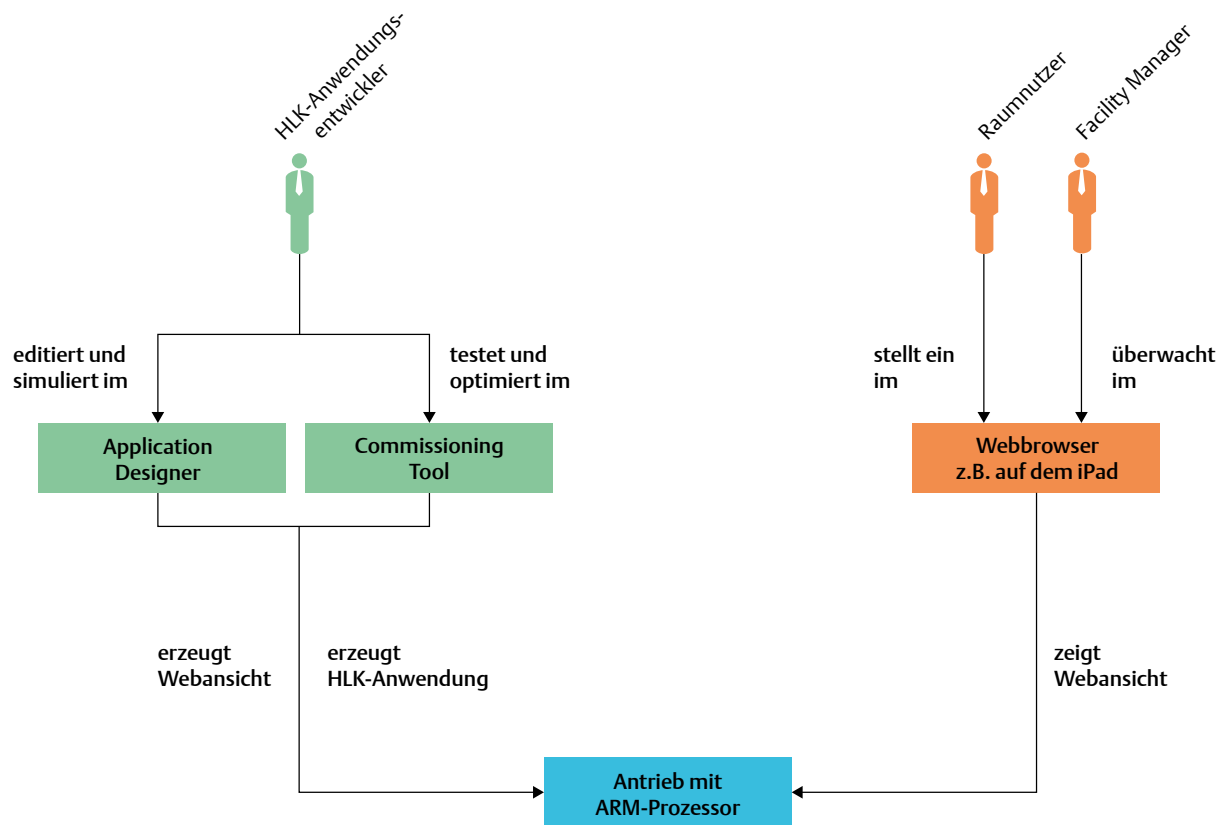 HLK-Anwendungs-
entwickler
Raumnutzer
Facility Manager
editiert und
simuliert im
testet und
optimiert im
stellt ein
im
überwacht
im
Application
Designer
Commissioning
Tool
Webbrowser
z.B. auf dem iPad
erzeugt
Webansicht
erzeugt
HLK-Anwendung
zeigt
Webansicht
Antrieb mit
ARM-Prozessor